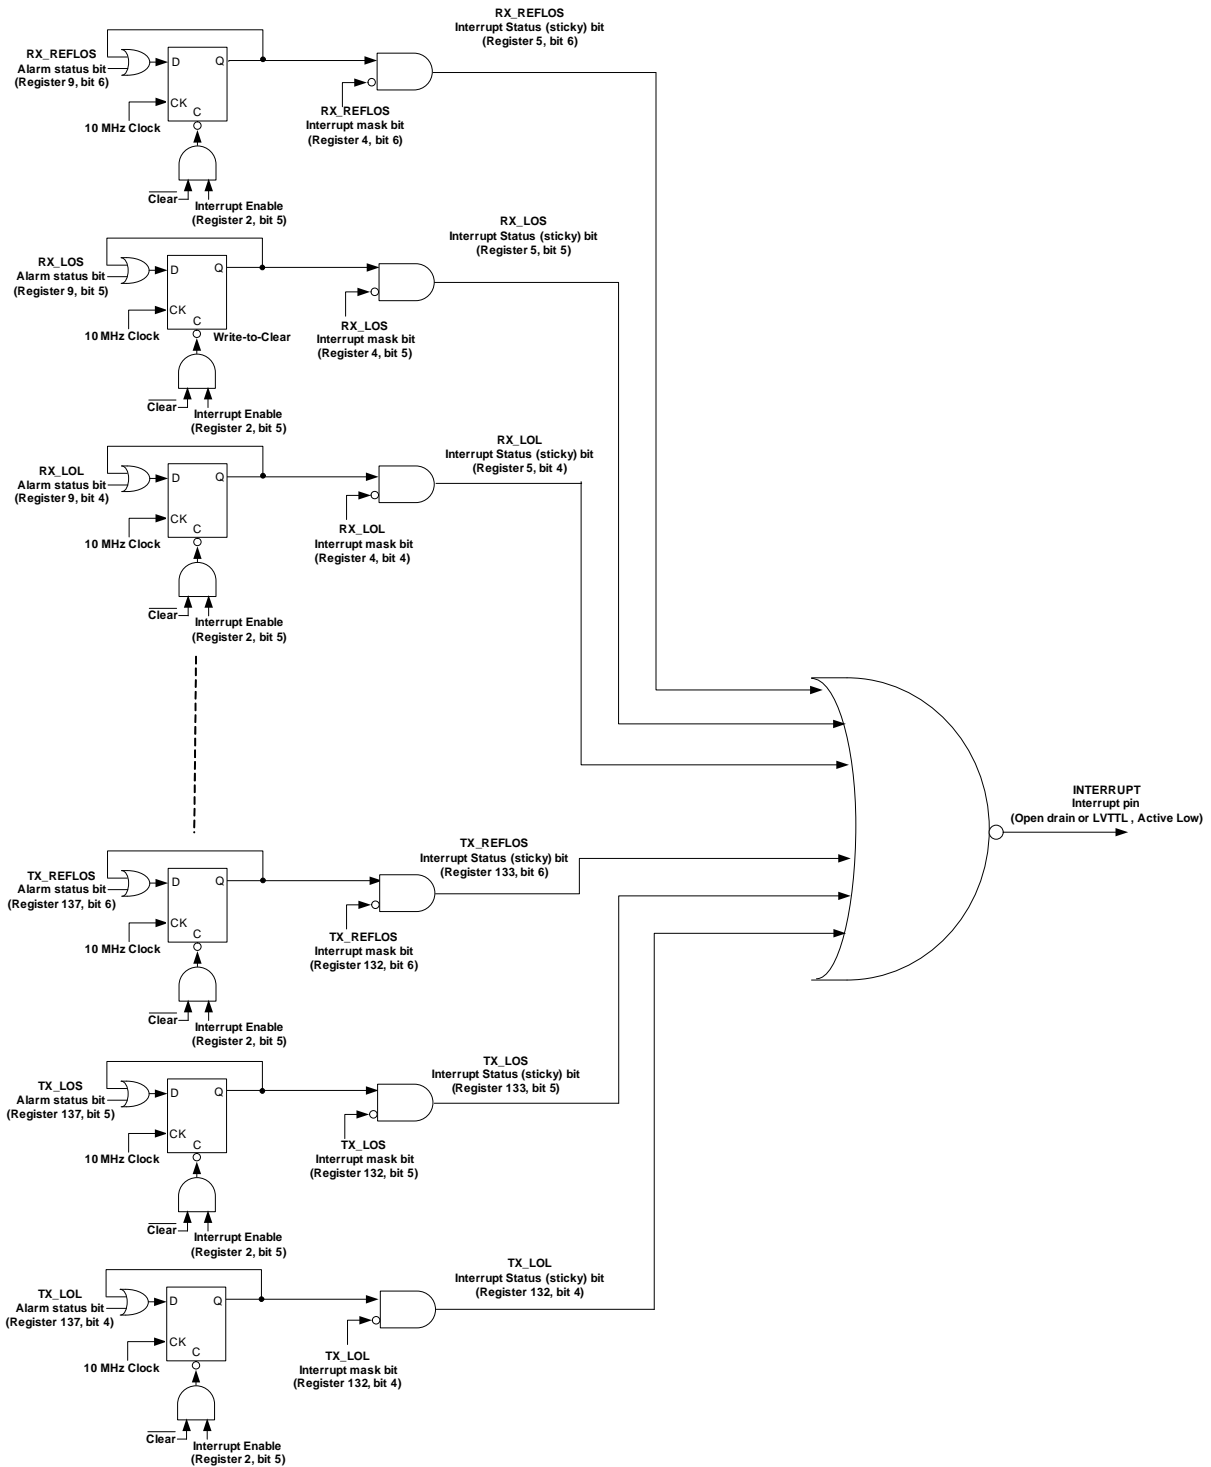 RX_REFLOS
Interrupt Status (sticky) bit
(Register 5, bit 6)
RX_REFLOS
Alarm status bit
(Register 9, bit 6)
D
Q
CK
C
10 MHz Clock
RX_REFLOS
Interrupt mask bit
(Register 4, bit 6)
Clear
Interrupt Enable
(Register 2, bit 5)
RX_LOS
Interrupt Status (sticky) bit
(Register 5, bit 5)
RX_LOS
Alarm status bit
(Register 9, bit 5)
D
Q
CK
C
10 MHz Clock
Write-to-Clear
RX_LOS
Interrupt mask bit
(Register 4, bit 5)
Clear
Interrupt Enable
(Register 2, bit 5)
RX_LOL
Interrupt Status (sticky) bit
(Register 5, bit 4)
RX_LOL
Alarm status bit
(Register 9, bit 4)
D
Q
CK
C
10 MHz Clock
RX_LOL
Interrupt mask bit
(Register 4, bit 4)
Clear
Interrupt Enable
(Register 2, bit 5)
INTERRUPT
Interrupt pin
(Open drain or LVTTL , Active Low)
TX_REFLOS
Interrupt Status (sticky) bit
(Register 133, bit 6)
TX_REFLOS
Alarm status bit
(Register 137, bit 6)
D
Q
CK
C
10 MHz Clock
TX_REFLOS
Interrupt mask bit
(Register 132, bit 6)
Clear
Interrupt Enable
(Register 2, bit 5)
TX_LOS
Interrupt Status (sticky) bit
(Register 133, bit 5)
TX_LOS
Alarm status bit
(Register 137, bit 5)
D
Q
CK
C
10 MHz Clock
TX_LOS
Interrupt mask bit
(Register 132, bit 5)
Clear
Interrupt Enable
(Register 2, bit 5)
TX_LOL
Interrupt Status (sticky) bit
(Register 132, bit 4)
TX_LOL
Alarm status bit
(Register 137, bit 4)
D
Q
CK
C
10 MHz Clock
TX_LOL
Interrupt mask bit
(Register 132, bit 4)
Clear
Interrupt Enable
(Register 2, bit 5)